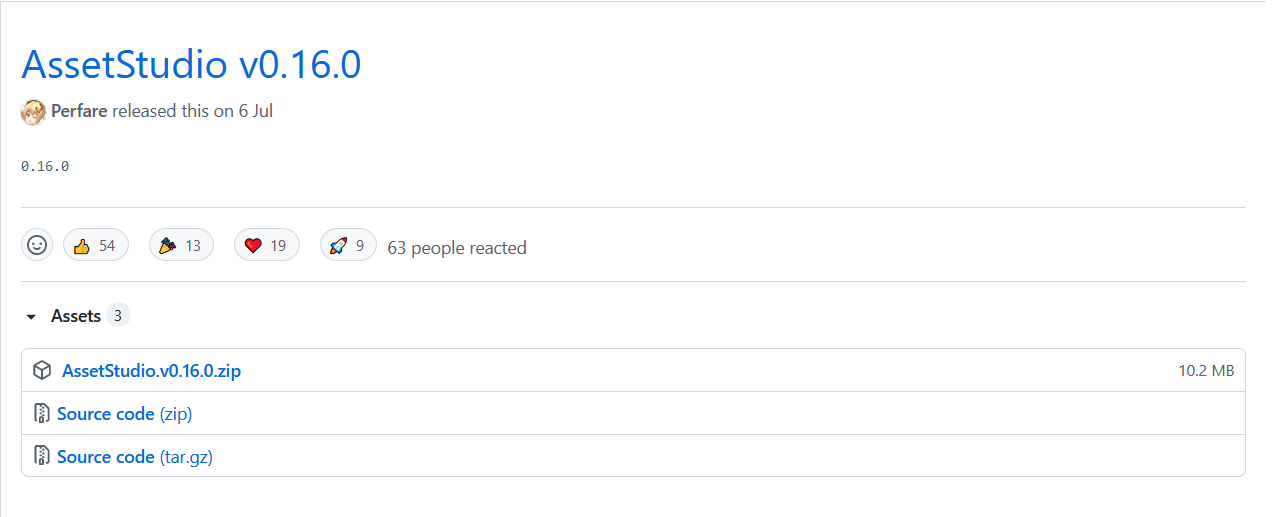 AssetStudio v0.16.0
Perfare released this on 6 Jul
0.16.0
54 13 19 9 63 people reacted
Assets 3
AssetStudio.v0.16.0.zip 10.2 MB
Source code (zip)
Source code (tar.gz)